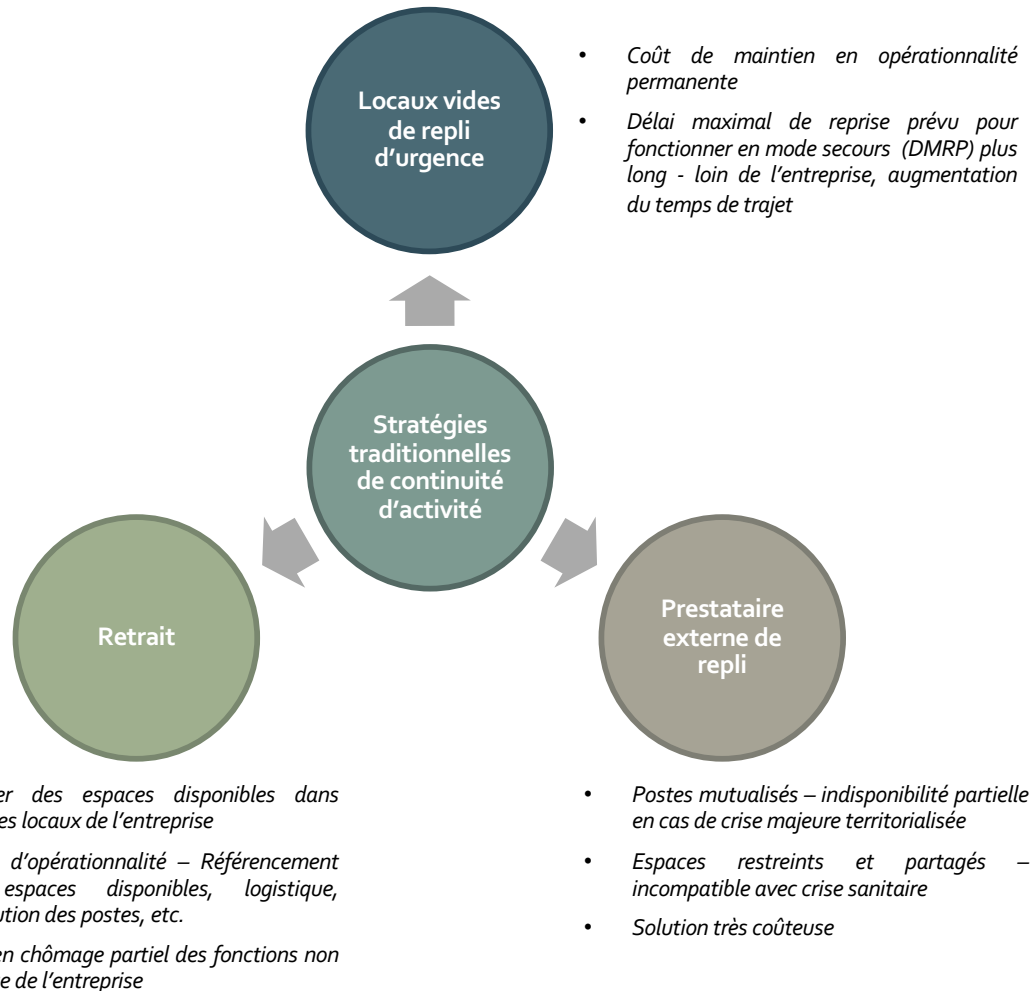 Locaux vides
de repli
d'urgence
• Coût de maintien en opérationnalité
permanente
• Délai maximal de reprise prévu pour
fonctionner en mode secours (DMRP) plus
long - loin de l'entreprise, augmentation
du temps de trajet
Stratégies
traditionnelles
de continuité
d'activité
Retrait
Prestataire
externe de
repli
des espaces disponibles dans
locaux de l'entreprise
d'opérationnalité – Référencement
espaces disponibles, logistique,
des postes, etc.
en chômage partiel des fonctions non
de l'entreprise
• Postes mutualisés – indisponibilité partielle
en cas de crise majeure territorialisée
• Espaces restreints et partagés –
incompatible avec crise sanitaire
• Solution très coûteuse